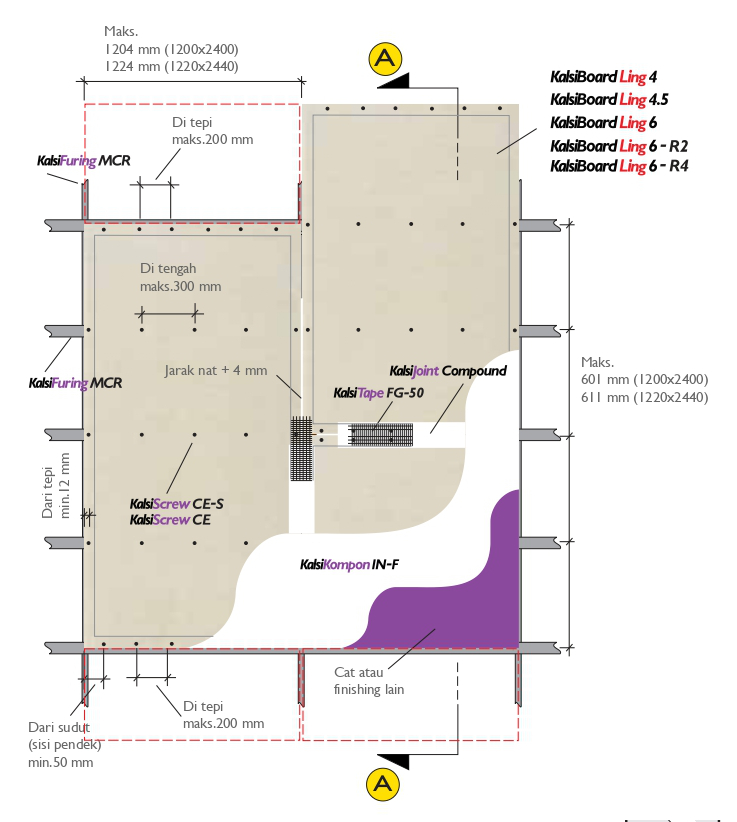 Maks.
1204 mm (1200x2400)
1224 mm (1220x2440)
A
KalsiBoard Ling 4
KalsiBoard Ling 4.5
KalsiBoard Ling 6
KalsiBoard Ling 6 - R2
KalsiBoard Ling 6 - R4
Di tepi
maks.200 mm
KalsiFuring MCR
Di tengah
maks.300 mm
Jarak nat + 4 mm
KalsiJoint Compound
KalsiTape FG-50
KalsiFuring MCR
Maks.
601 mm (1200x2400)
611 mm (1220x2440)
Dari tepi
min.12 mm
KalsiScrew CE-S
KalsiScrew CE
KalsiKompon IN-F
Cat atau
finishing lain
Di tepi
maks.200 mm
Dari sudut
(sisi pendek)
min.50 mm
A